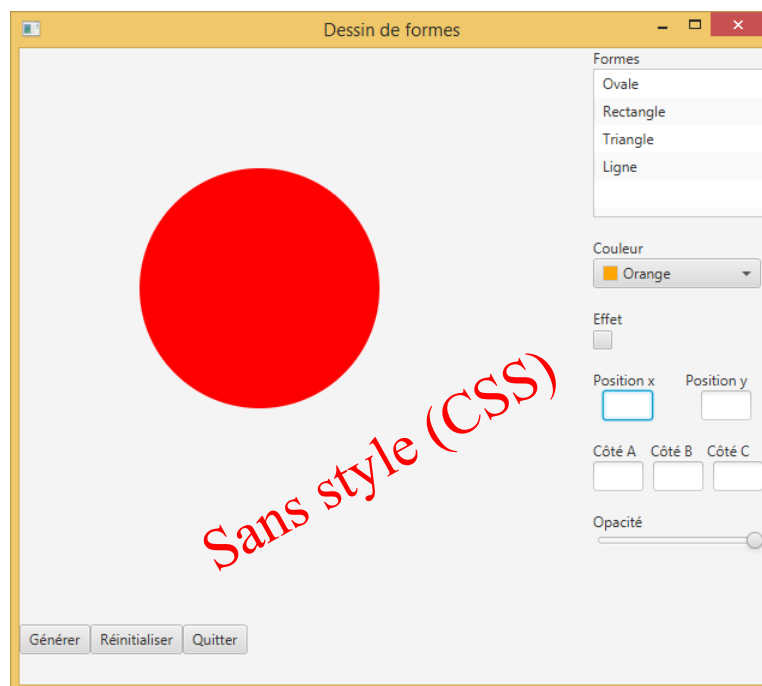 Dessin de formes
Formes
Ovale
Rectangle
Triangle
Ligne
Couleur
Orange
Effet
Position x Position y
Côté A Côté B Côté C
Opacité
Sans style (CSS)
Générer Réinitialiser Quitter